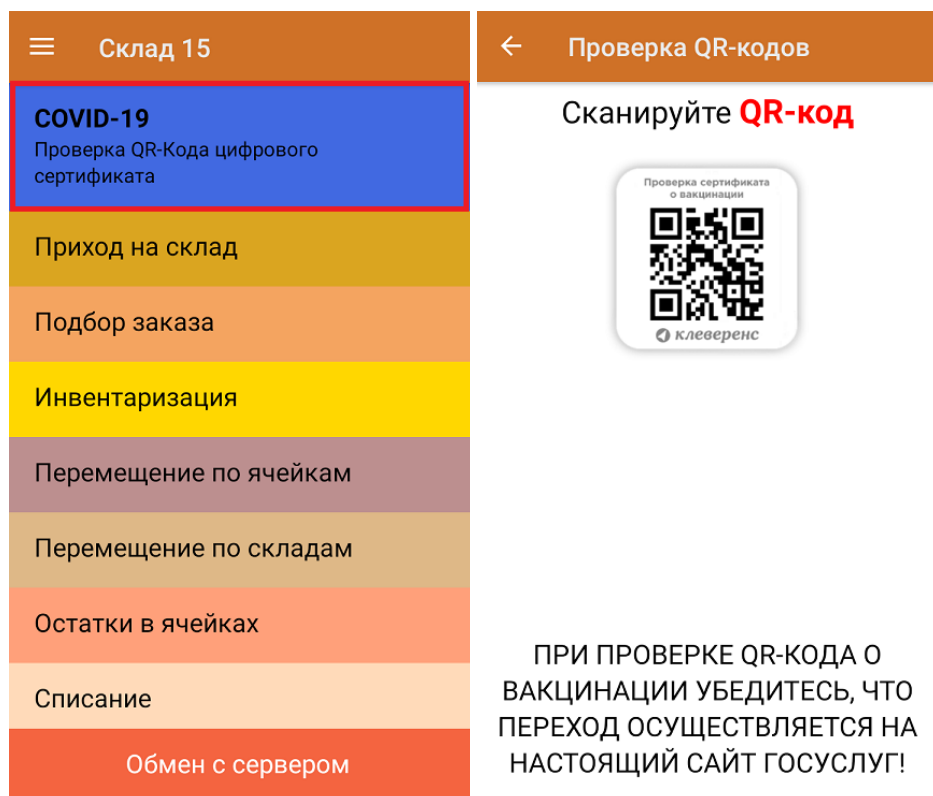 Склад 15
COVID-19
Проверка QR-Кода цифрового
сертификата
Приход на склад
Подбор заказа
Инвентаризация
Перемещение по ячейкам
Перемещение по складам
Остатки в ячейках
Списание
Обмен с сервером
Проверка QR-кодов
Сканируйте QR-код
Проверка сертификата
о вакцинации
клеверенс
ПРИ ПРОВЕРКЕ QR-КОДА О
ВАКЦИНАЦИИ УБЕДИТЕСЬ, ЧТО
ПЕРЕХОД ОСУЩЕСТВЛЯЕТСЯ НА
НАСТОЯЩИЙ САЙТ ГОСУСЛУГ!